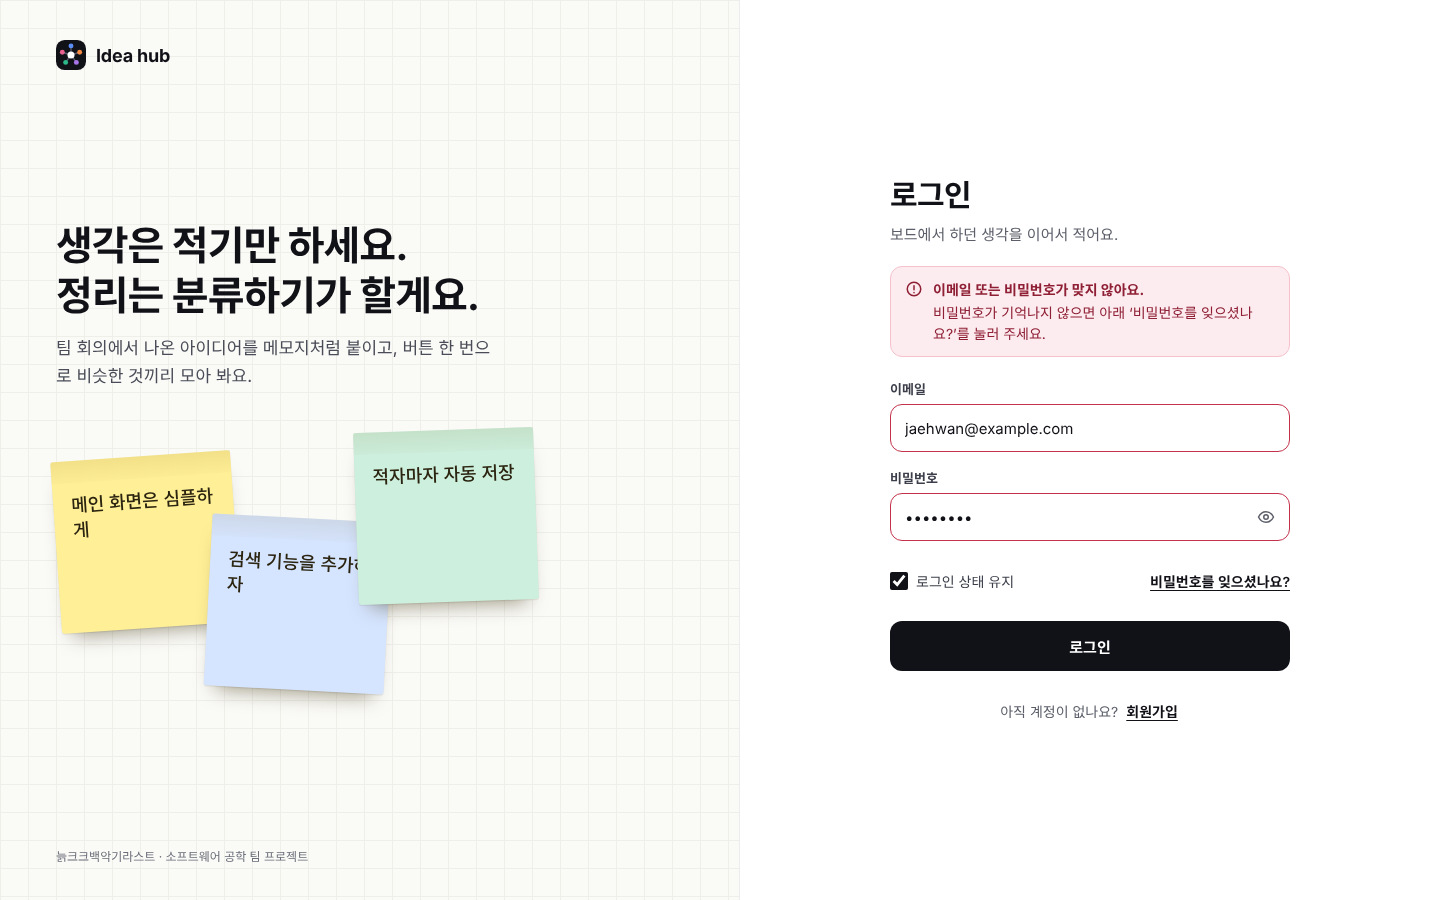 Idea hub
생각은 적기만 하세요.
정리는 분류하기가 할게요.
팀 회의에서 나온 아이디어를 메모지처럼 붙이고, 버튼 한 번으
로 비슷한 것끼리 모아 봐요.
메인 화면은 심플하
게
검색 기능을 추가
자
적자마자 자동 저장
늙크크백악기라스트 · 소프트웨어 공학 팀 프로젝트
로그인
보드에서 하던 생각을 이어서 적어요.
이메일 또는 비밀번호가 맞지 않아요.
비밀번호가 기억나지 않으면 아래 ‘비밀번호를 잊으셨나
요?’를 눌러 주세요.
이메일
jaehwan@example.com
비밀번호
••••••••
로그인 상태 유지
비밀번호를 잊으셨나요?
로그인
아직 계정이 없나요? 회원가입